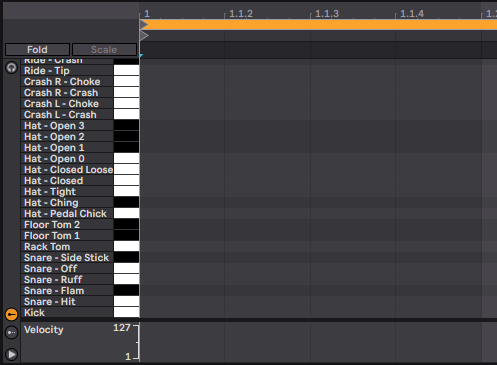 1 1.1.2 1.1.3 1.1.4 1.2
Fold Scale
Ride - Crash
Ride - Tip
Crash R - Choke
Crash R - Crash
Crash L - Choke
Crash L - Crash
Hat - Open 3
Hat - Open 2
Hat - Open 1
Hat - Open 0
Hat - Closed Loose
Hat - Closed
Hat - Tight
Hat - Ching
Hat - Pedal Chick
Floor Tom 2
Floor Tom 1
Rack Tom
Snare - Side Stick
Snare - Off
Snare - Ruff
Snare - Flam
Snare - Hit
Kick
Velocity 127
1